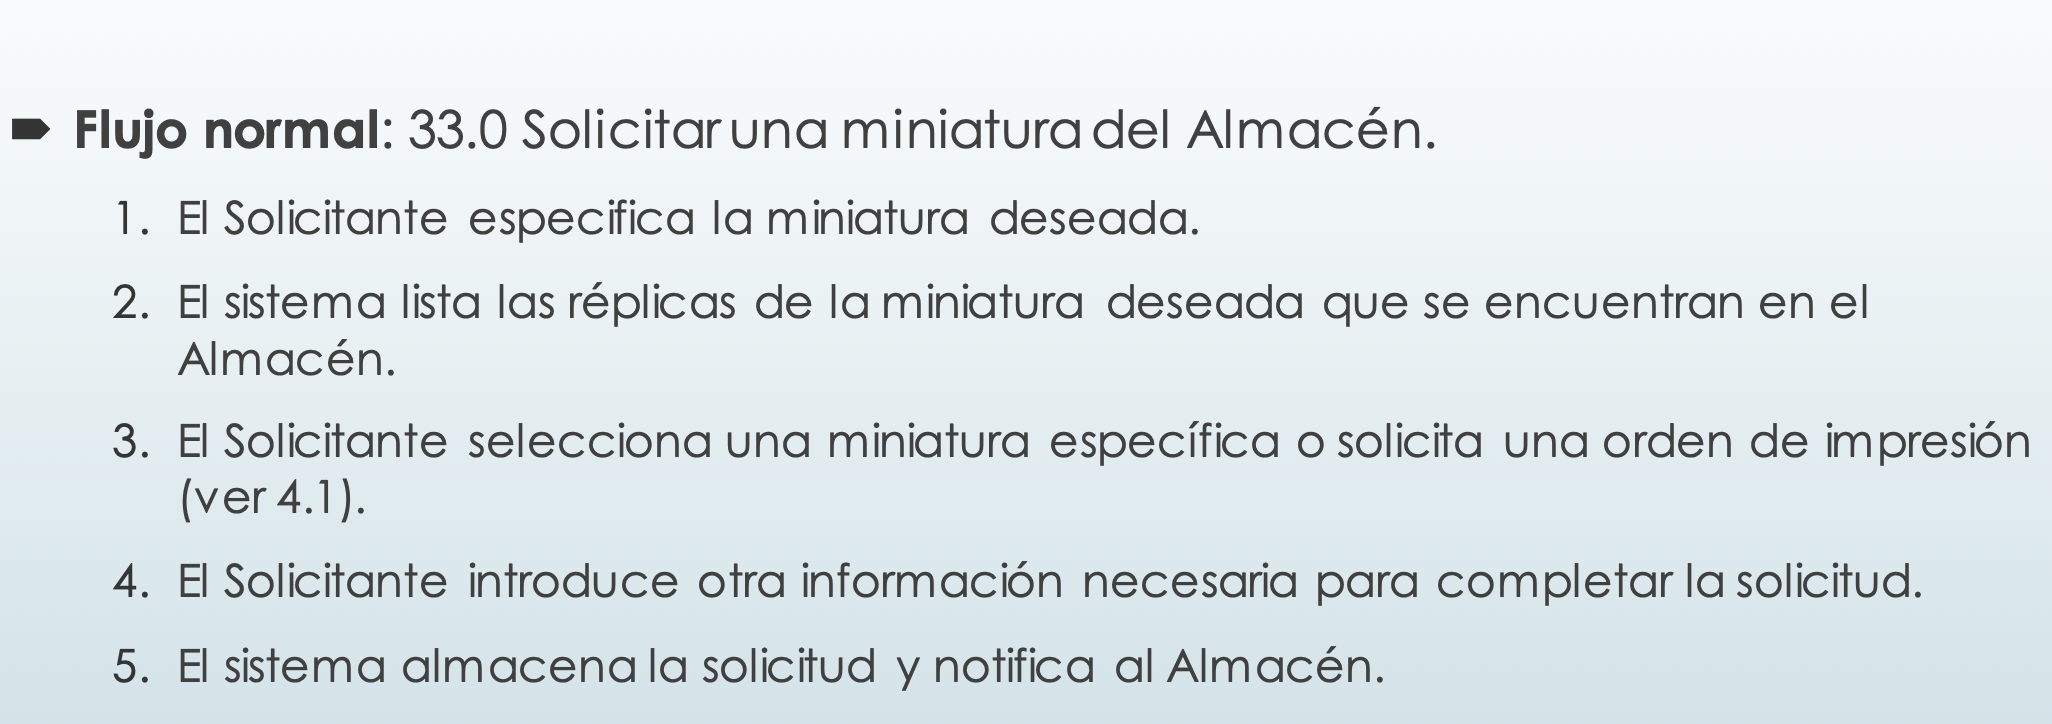 Flujo normal: 33.0 Solicitar una miniatura del Almacén.
1. El Solicitante especifica la miniatura deseada.
2. El sistema lista las réplicas de la miniatura deseada que se encuentran en el
Almacén.
3. El Solicitante selecciona una miniatura específica o solicita una orden de impresión
(ver 4.1).
4. El Solicitante introduce otra información necesaria para completar la solicitud.
5. El sistema almacena la solicitud y notifica al Almacén.